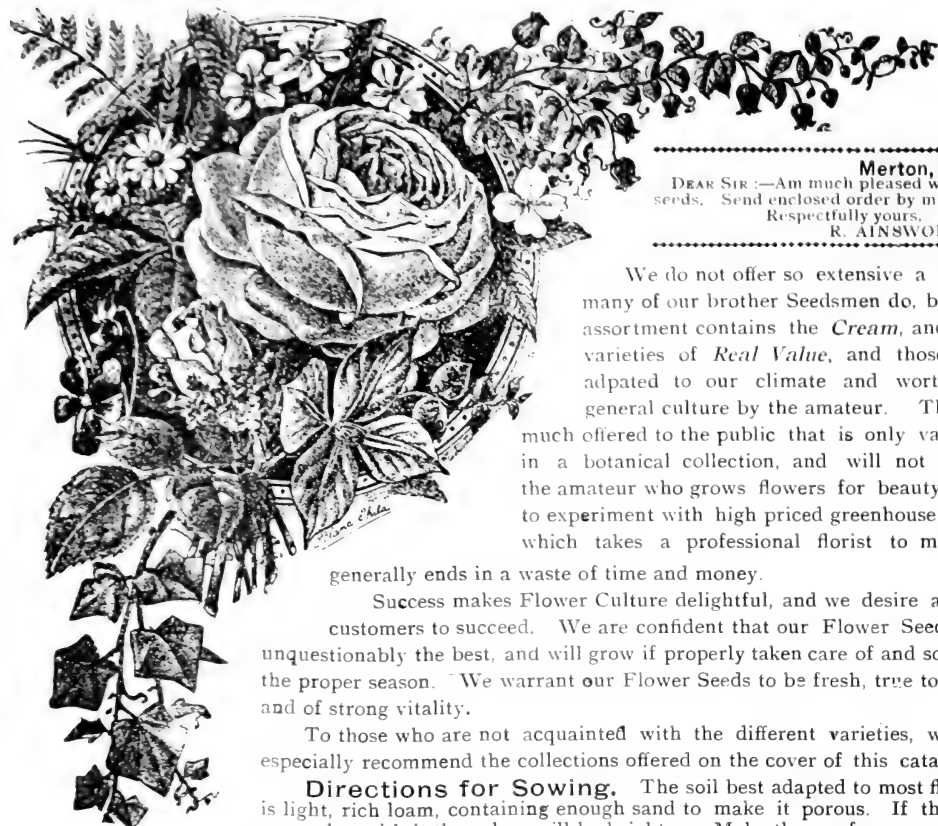 Merton,
DEAR SIR :—Am much pleased w
seeds. Send enclosed order by m
Respectfully yours,
R. AINSWO
We do not offer so extensive a
many of our brother Seedsmen do, b
assortment contains the Cream, and
varieties of Real Value, and those
adpated to our climate and wort
general culture by the amateur. Th
much offered to the public that is only va
in a botanical collection, and will not
the amateur who grows flowers for beauty
to experiment with high priced greenhouse
which takes a professional florist to m
generally ends in a waste of time and money.
Success makes Flower Culture delightful, and we desire a
customers to succeed. We are confident that our Flower Seed
unquestionably the best, and will grow if properly taken care of and so
the proper season. We warrant our Flower Seeds to be fresh, true to
and of strong vitality.
To those who are not acquainted with the different varieties, w
especially recommend the collections offered on the cover of this cata
Directions for Sowing. The soil best adapted to most fl
is light, rich loam, containing enough sand to make it porous. If th